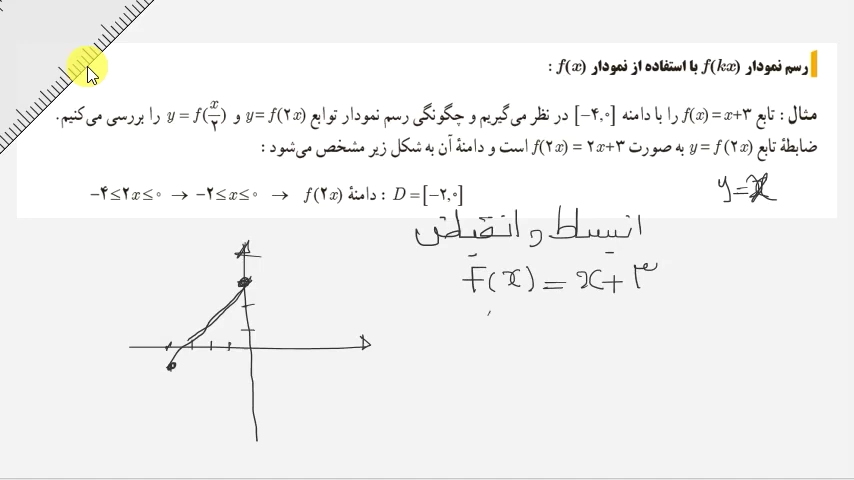 رسم نمودار f(kx) با استفاده از نمودار f(x) :
مثال : تابع f(x)=x+۳ را با دامنه [−۴,۰] در نظر می‌گیریم و چگونگی رسم نمودار توابع y=f(۲x) و y=f(x/۲) را بررسی می‌کنیم.
ضابطهٔ تابع y=f(۲x) به صورت f(۲x)=۲x+۳ است و دامنهٔ آن به شکل زیر مشخص می‌شود :
−۴≤۲x≤۰ → −۲≤x≤۰ → f(۲x) دامنهٔ : D=[−۲,۰]
y=
انبساط و انقباض
f(x)=x+۳